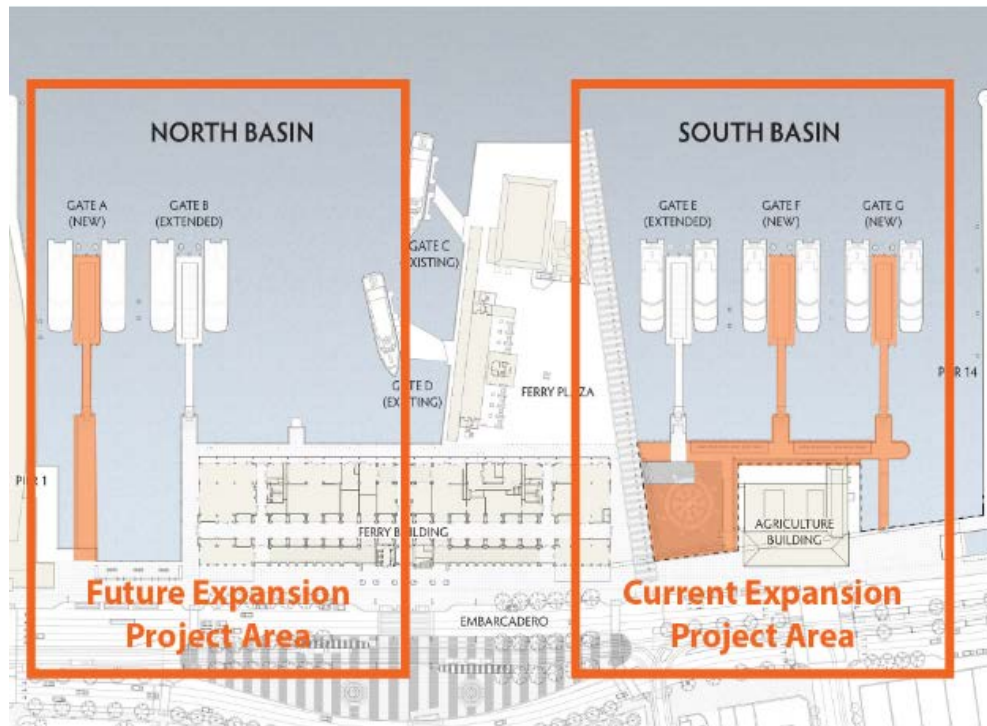 NORTH BASIN
SOUTH BASIN
GATE A
(NEW)
GATE B
(EXTENDED)
GATE E
(EXTENDED)
GATE F
(NEW)
GATE G
(NEW)
GATE C
(EXISTING)
GATE D
(EXISTING)
FERRY PLAZA
PIER 14
PIER 1
FERRY BUILDING
AGRICULTURE
BUILDING
Future Expansion
Project Area
EMBARCADERO
Current Expansion
Project Area